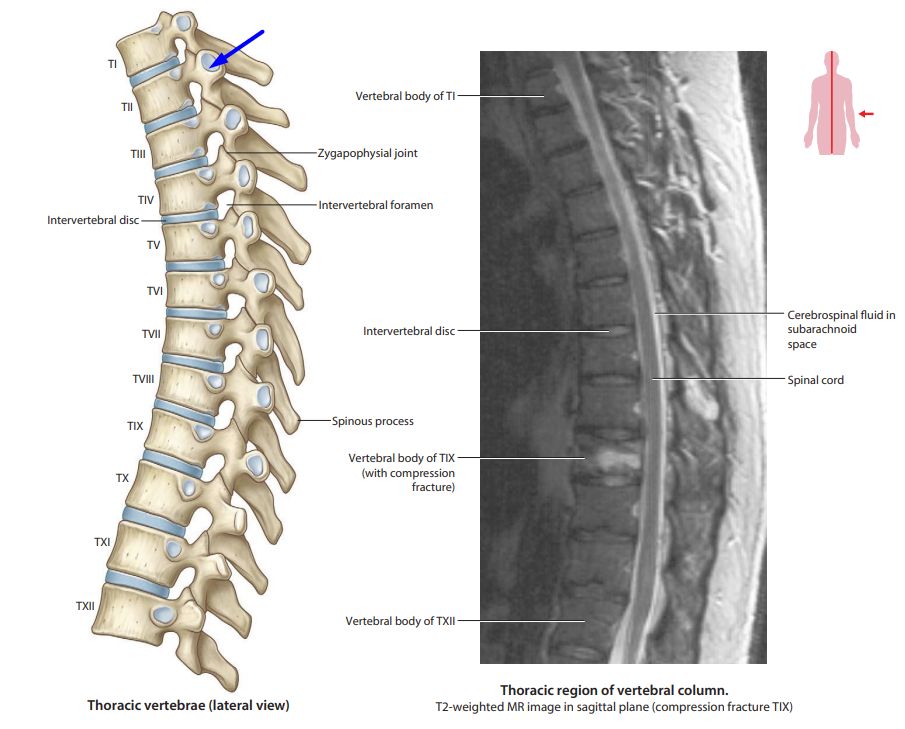 TI
TII
TIII
TIV
Intervertebral disc
TV
TVI
TVII
TVIII
TIX
TX
TXI
TXII
Zygapophysial joint
Intervertebral foramen
Spinous process
Thoracic vertebrae (lateral view)
Vertebral body of TI
Intervertebral disc
Vertebral body of TIX
(with compression
fracture)
Vertebral body of TXII
Cerebrospinal fluid in
subarachnoid
space
Spinal cord
Thoracic region of vertebral column.
T2-weighted MR image in sagittal plane (compression fracture TIX)